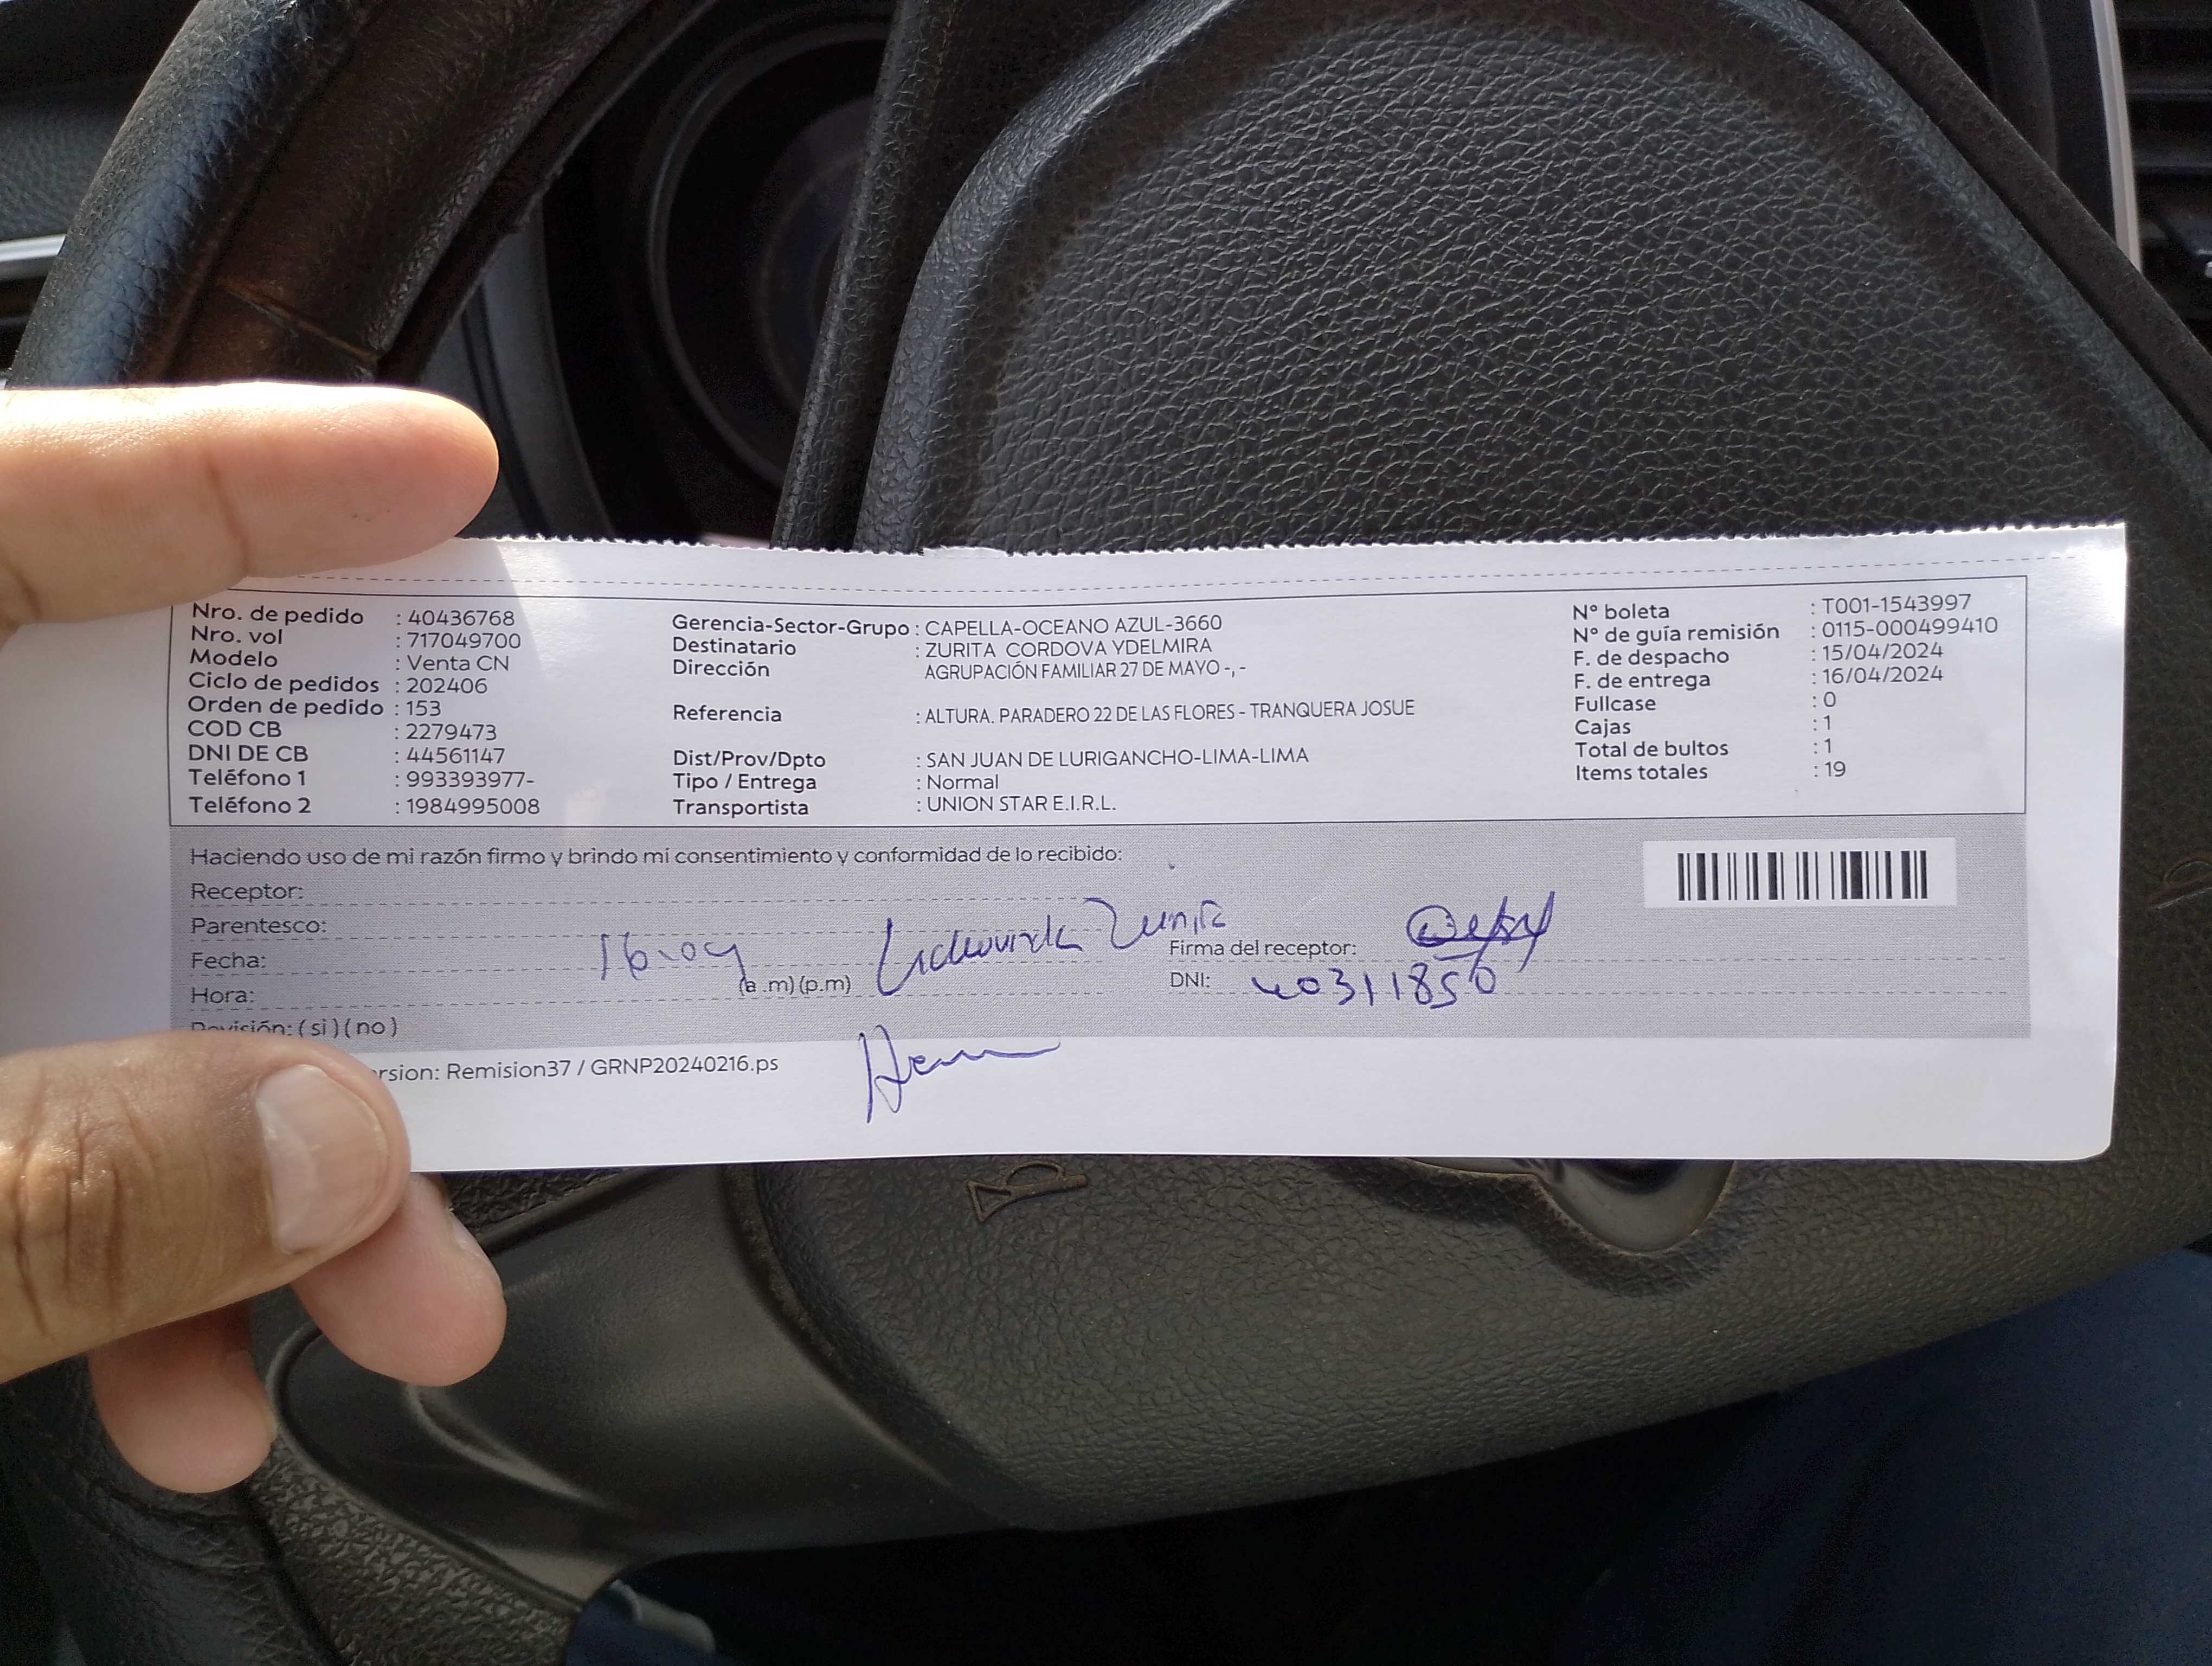 Nro. de pedido : 40436768
Nro. vol : 717049700
Modelo : Venta CN
Ciclo de pedidos : 202406
Orden de pedido : 153
COD CB : 2279473
DNI DE CB : 44561147
Teléfono 1 : 993393977-
Teléfono 2 : 1984995008
Gerencia-Sector-Grupo : CAPELLA-OCEANO AZUL-3660
Destinatario : ZURITA CORDOVA YDELMIRA
Dirección AGRUPACIÓN FAMILIAR 27 DE MAYO -, -
Referencia : ALTURA. PARADERO 22 DE LAS FLORES - TRANQUERA JOSUE
Dist/Prov/Dpto : SAN JUAN DE LURIGANCHO-LIMA-LIMA
Tipo / Entrega : Normal
Transportista : UNION STAR E.I.R.L.
N° boleta : T001-1543997
N° de guía remisión : 0115-000499410
F. de despacho : 15/04/2024
F. de entrega : 16/04/2024
Fullcase : 0
Cajas : 1
Total de bultos : 1
Items totales : 19
Haciendo uso de mi razón firmo y brindo mi consentimiento y conformidad de lo recibido:
Receptor:
Parentesco:
Fecha: 16-04
Hora: (a .m) (p.m)
Firma del receptor:
DNI: 40311850
Revisión: ( si ) ( no )
rsion: Remision37 / GRNP20240216.ps